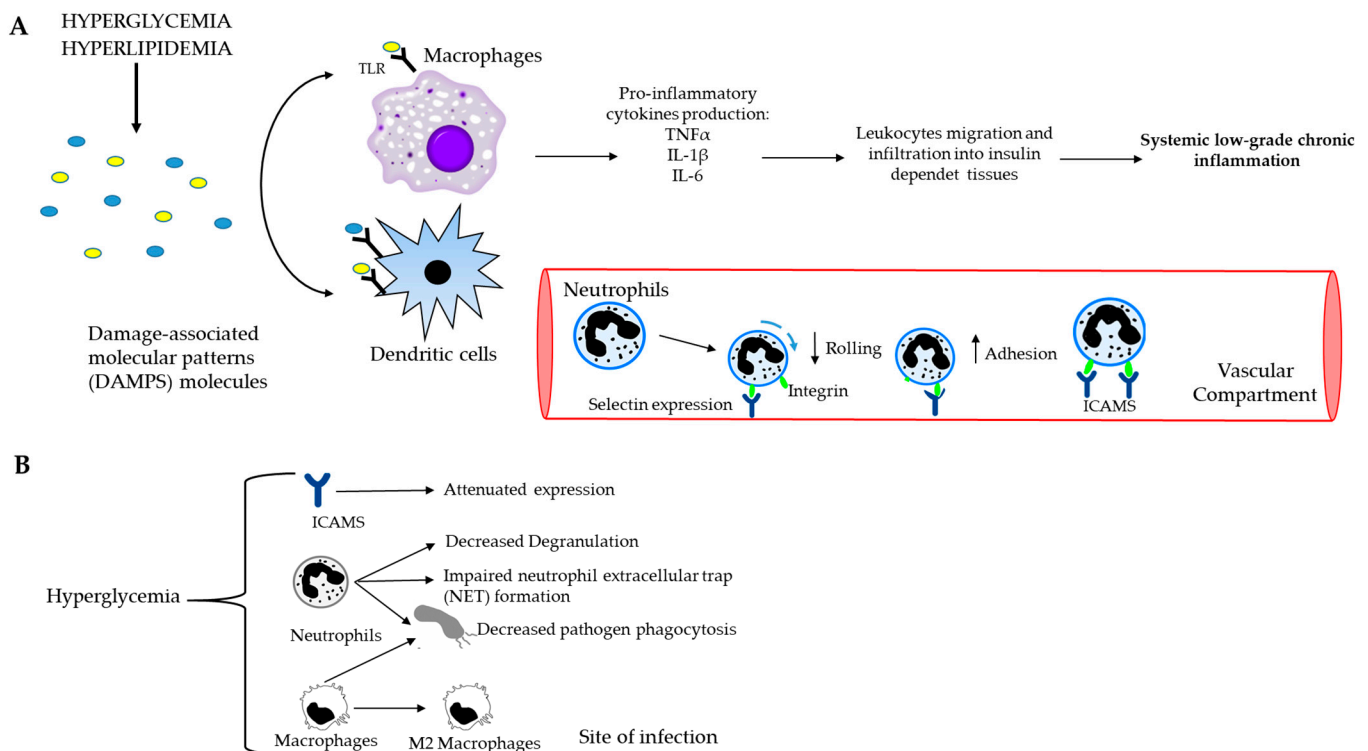 A
HYPERGLYCEMIA
HYPERLIPIDEMIA
Damage-associated
molecular patterns
(DAMPS) molecules
TLR
Macrophages
Dendritic cells
Pro-inflammatory
cytokines production:
TNFα
IL-1β
IL-6
Leukocytes migration and
infiltration into insulin
dependet tissues
Systemic low-grade chronic
inflammation
Neutrophils
Selectin expression
Integrin
Rolling
Adhesion
ICAMS
Vascular
Compartment
B
Hyperglycemia
ICAMS
Attenuated expression
Neutrophils
Decreased Degranulation
Impaired neutrophil extracellular trap
(NET) formation
Decreased pathogen phagocytosis
Macrophages
M2 Macrophages
Site of infection